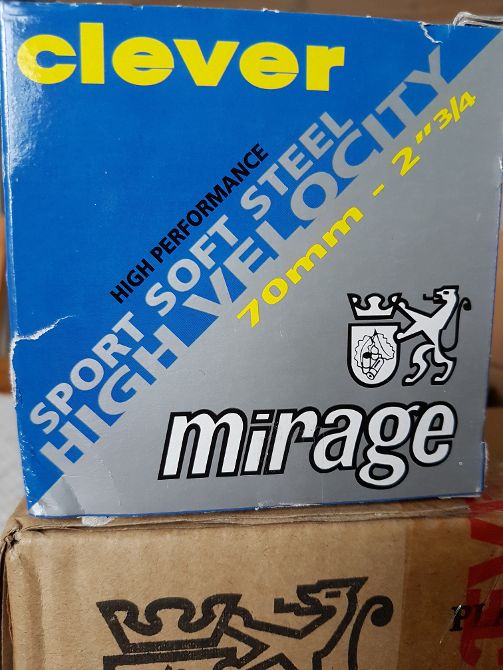 clever
HIGH PERFORMANCE
SPORT SOFT STEEL
HIGH VELOCITY
70mm - 2"3/4
mirage